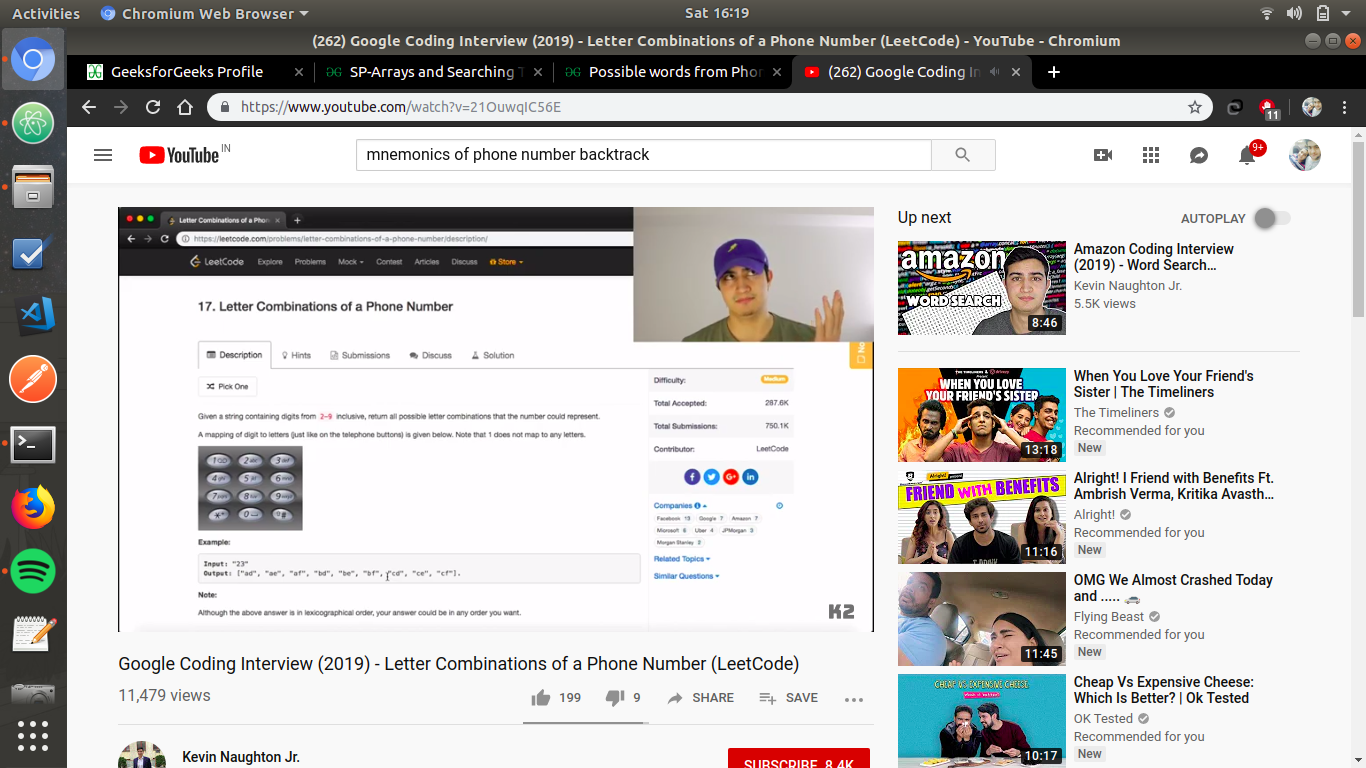 Activities
Chromium Web Browser
Sat 16:19
(262) Google Coding Interview (2019) - Letter Combinations of a Phone Number (LeetCode) - YouTube - Chromium
GeeksforGeeks Profile
SP-Arrays and Searching
Possible words from Phon
(262) Google Coding In
https://www.youtube.com/watch?v=21OuwqIC56E
11
YouTube IN
mnemonics of phone number backtrack
9+
Letter Combinations of a Phon
https://leetcode.com/problems/letter-combinations-of-a-phone-number/description/
LeetCode Explore Problems Mock Contest Articles Discuss Store
17. Letter Combinations of a Phone Number
Description Hints Submissions Discuss Solution
Pick One
Given a string containing digits from 2-9 inclusive, return all possible letter combinations that the number could represent.
A mapping of digit to letters (just like on the telephone buttons) is given below. Note that 1 does not map to any letters.
Example:
Input: "23"
Output: ["ad", "ae", "af", "bd", "be", "bf", "cd", "ce", "cf"].
Note:
Although the above answer is in lexicographical order, your answer could be in any order you want.
Difficulty: Medium
Total Accepted: 287.6K
Total Submissions: 750.1K
Contributor: LeetCode
Companies
Facebook 15 Google 7 Amazon 7
Microsoft 6 Uber 4 JPMorgan 3
Morgan Stanley 2
Related Topics
Similar Questions
K2
Google Coding Interview (2019) - Letter Combinations of a Phone Number (LeetCode)
11,479 views
199
9
SHARE
SAVE
Kevin Naughton Jr.
SUBSCRIBE 8.4K
Up next
AUTOPLAY
amazon
WORD SEARCH
8:46
Amazon Coding Interview
(2019) - Word Search...
Kevin Naughton Jr.
5.5K views
WHEN YOU LOVE
YOUR FRIEND'S
SISTER
13:18
When You Love Your Friend's
Sister | The Timeliners
The Timeliners
Recommended for you
New
FRIEND WITH BENEFITS
11:16
Alright! I Friend with Benefits Ft.
Ambrish Verma, Kritika Avasth...
Alright!
Recommended for you
New
11:45
OMG We Almost Crashed Today
and .....
Flying Beast
Recommended for you
New
CHEAP VS EXPENSIVE CHEESE
10:17
Cheap Vs Expensive Cheese:
Which Is Better? | Ok Tested
OK Tested
Recommended for you
New